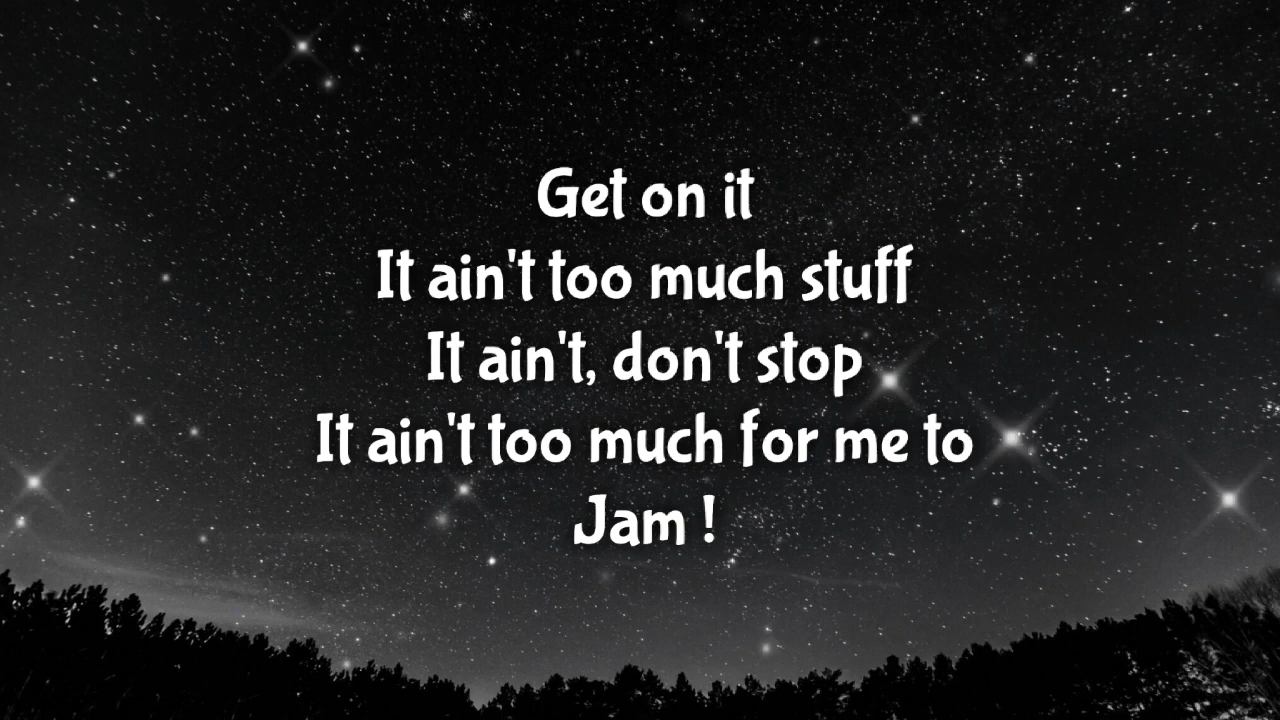 Get on it
It ain't too much stuff
It ain't, don't stop
It ain't too much for me to
Jam !